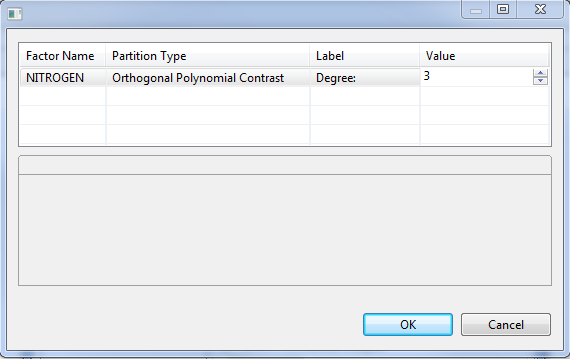 Factor Name Partition Type Label Value
NITROGEN Orthogonal Polynomial Contrast Degree: 3
OK Cancel